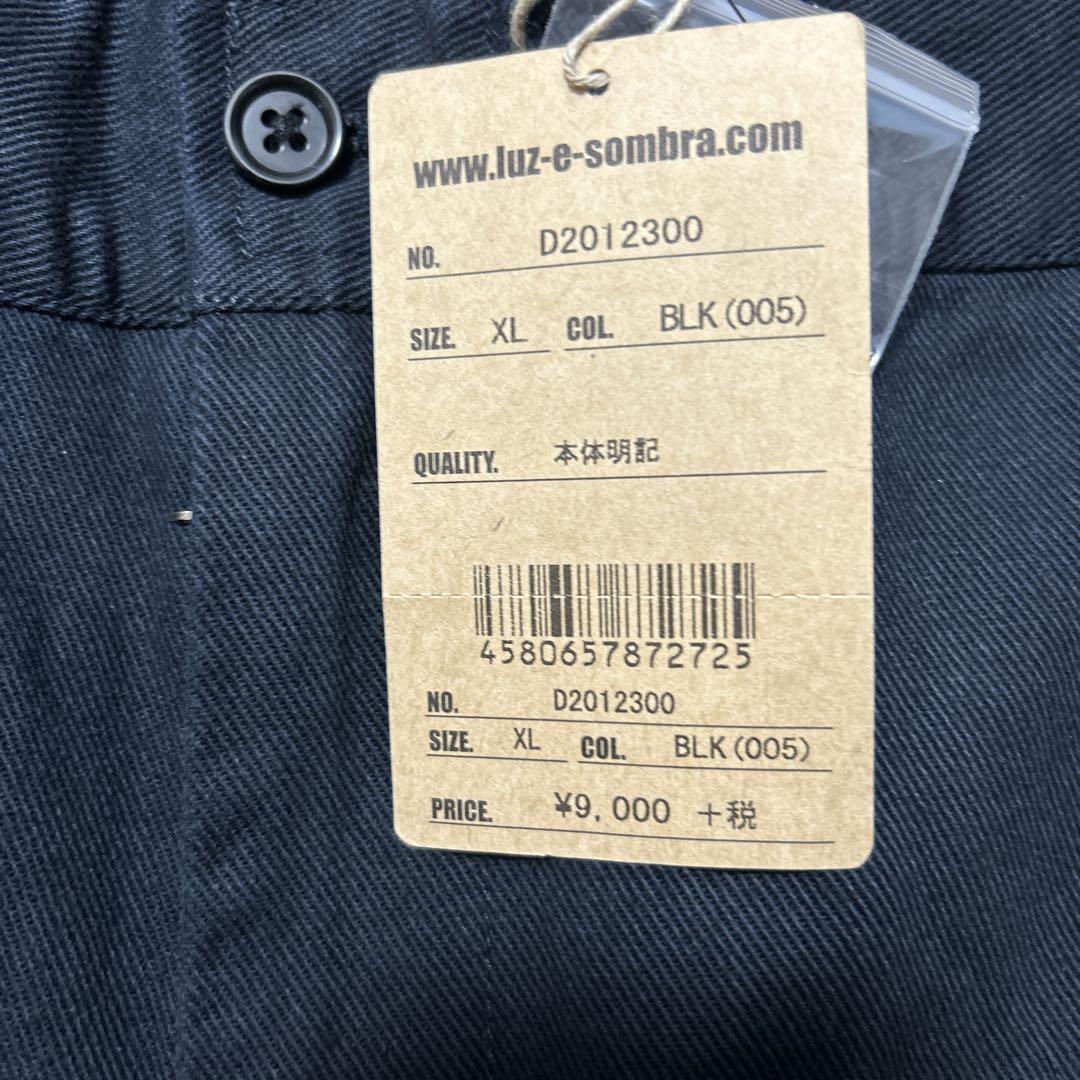 www.luz-e-sombra.com
NO. D2012300
SIZE. XL COL. BLK(005)
QUALITY. 本体明記
4580657872725
NO. D2012300
SIZE. XL COL. BLK(005)
PRICE. ¥9,000 +税